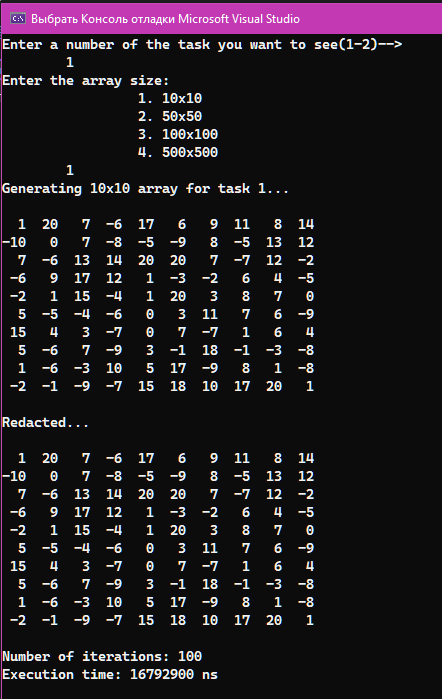 Выбрать Консоль отладки Microsoft Visual Studio
Enter a number of the task you want to see(1-2)-->
1
Enter the array size:
1. 10x10
2. 50x50
3. 100x100
4. 500x500
1
Generating 10x10 array for task 1...
1 20 7 -6 17 6 9 11 8 14
-10 0 7 -8 -5 -9 8 -5 13 12
7 -6 13 14 20 20 7 -7 12 -2
-6 9 17 12 1 -3 -2 6 4 -5
-2 1 15 -4 1 20 3 8 7 0
5 -5 -4 -6 0 3 11 7 6 -9
15 4 3 -7 0 7 -7 1 6 4
5 -6 7 -9 3 -1 18 -1 -3 -8
1 -6 -3 10 5 17 -9 8 1 -8
-2 -1 -9 -7 15 18 10 17 20 1
Redacted...
1 20 7 -6 17 6 9 11 8 14
-10 0 7 -8 -5 -9 8 -5 13 12
7 -6 13 14 20 20 7 -7 12 -2
-6 9 17 12 1 -3 -2 6 4 -5
-2 1 15 -4 1 20 3 8 7 0
5 -5 -4 -6 0 3 11 7 6 -9
15 4 3 -7 0 7 -7 1 6 4
5 -6 7 -9 3 -1 18 -1 -3 -8
1 -6 -3 10 5 17 -9 8 1 -8
-2 -1 -9 -7 15 18 10 17 20 1
Number of iterations: 100
Execution time: 16792900 ns